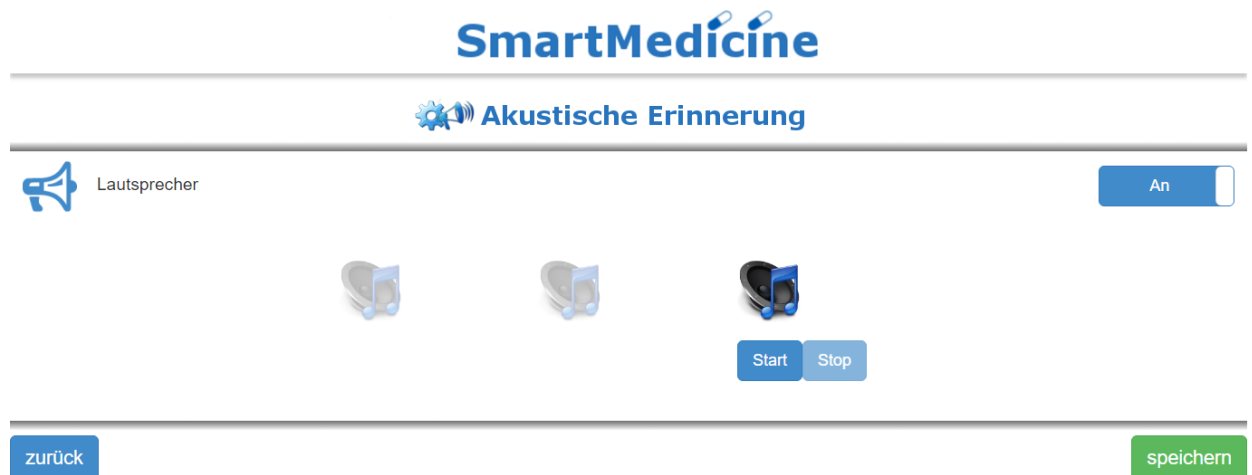 SmartMedicine
Akustische Erinnerung
Lautsprecher
An
Start Stop
zurück
speichern